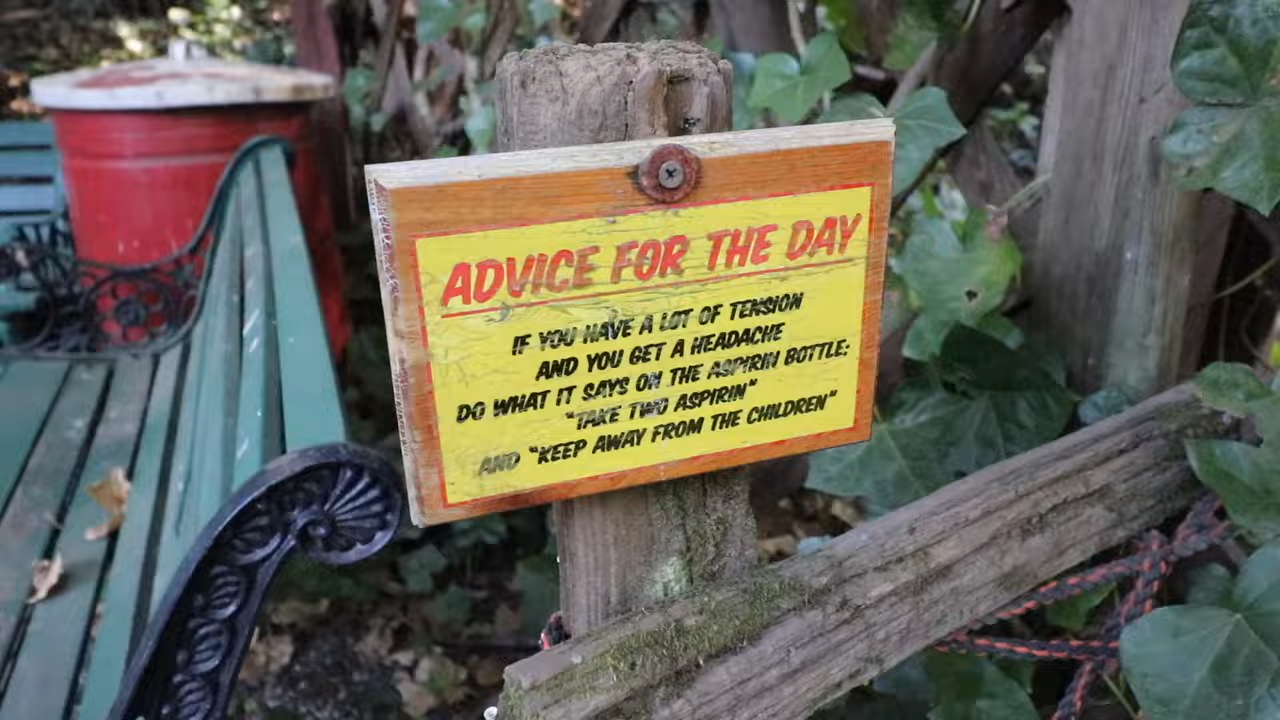 ADVICE FOR THE DAY
IF YOU HAVE A LOT OF TENSION
AND YOU GET A HEADACHE
DO WHAT IT SAYS ON THE ASPIRIN BOTTLE:
"TAKE TWO ASPIRIN"
AND "KEEP AWAY FROM THE CHILDREN"